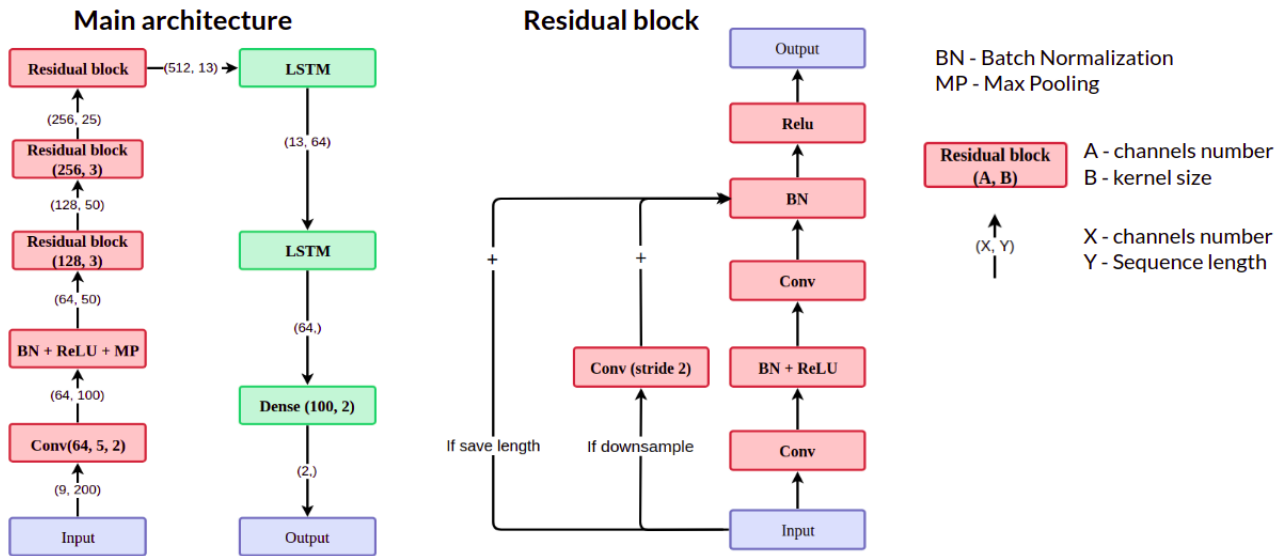 Main architecture
Residual block
(512, 13)
LSTM
(256, 25)
Residual block
(256, 3)
(128, 50)
Residual block
(128, 3)
(64, 50)
BN + ReLU + MP
(64, 100)
Conv(64, 5, 2)
(9, 200)
Input
(13, 64)
LSTM
(64,)
Dense (100, 2)
(2,)
Output
Residual block
Output
Relu
BN
+
+
Conv
Conv (stride 2)
BN + ReLU
If save length
If downsample
Conv
Input
BN - Batch Normalization
MP - Max Pooling
Residual block
(A, B)
A - channels number
B - kernel size
(X, Y)
X - channels number
Y - Sequence length